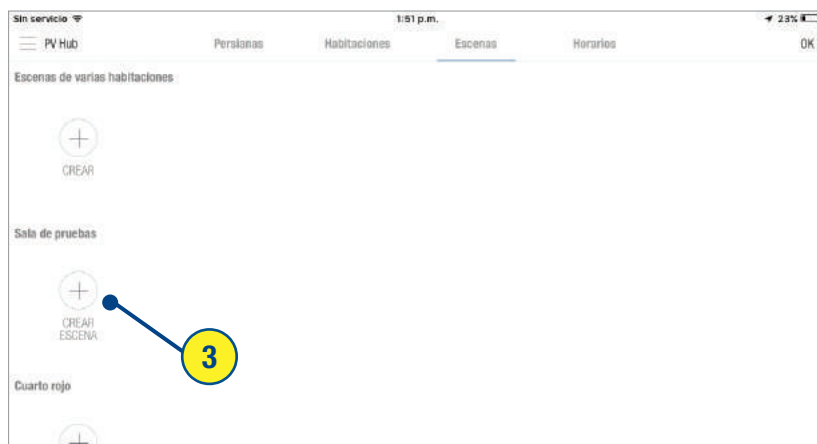 Sin servicio 1:51 p.m. 23%
PV Hub Persianas Habitaciones Escenas Horarios OK
Escenas de varias habitaciones
CREAR
Sala de pruebas
CREAR
ESCENA
3
Cuarto rojo